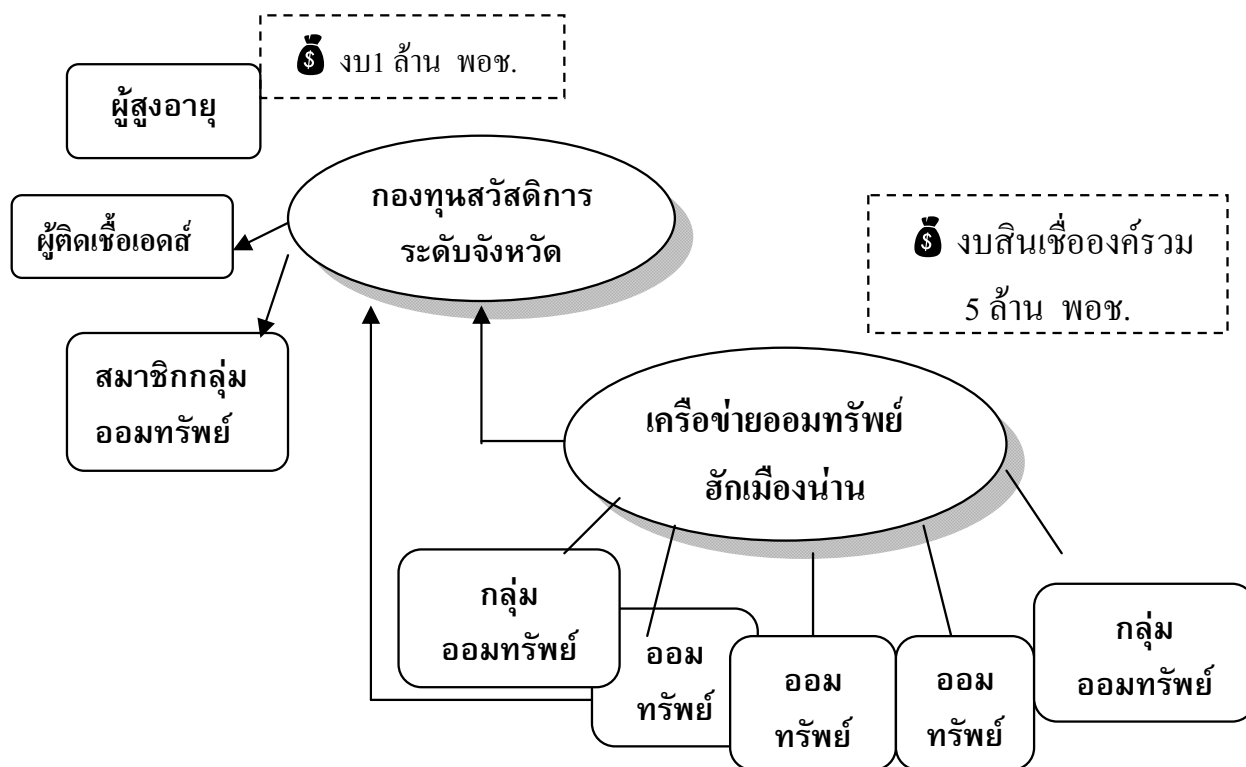 $ งบ1 ล้าน พอช.
ผู้สูงอายุ
กองทุนสวัสดิการ
ระดับจังหวัด
ผู้ติดเชื้อเอดส์
$ งบสินเชื่อองค์รวม
5 ล้าน พอช.
สมาชิกกลุ่ม
ออมทรัพย์
เครือข่ายออมทรัพย์
ฮักเมืองน่าน
กลุ่ม
ออมทรัพย์
ออม
ทรัพย์
ออม
ทรัพย์
ออม
ทรัพย์
กลุ่ม
ออมทรัพย์